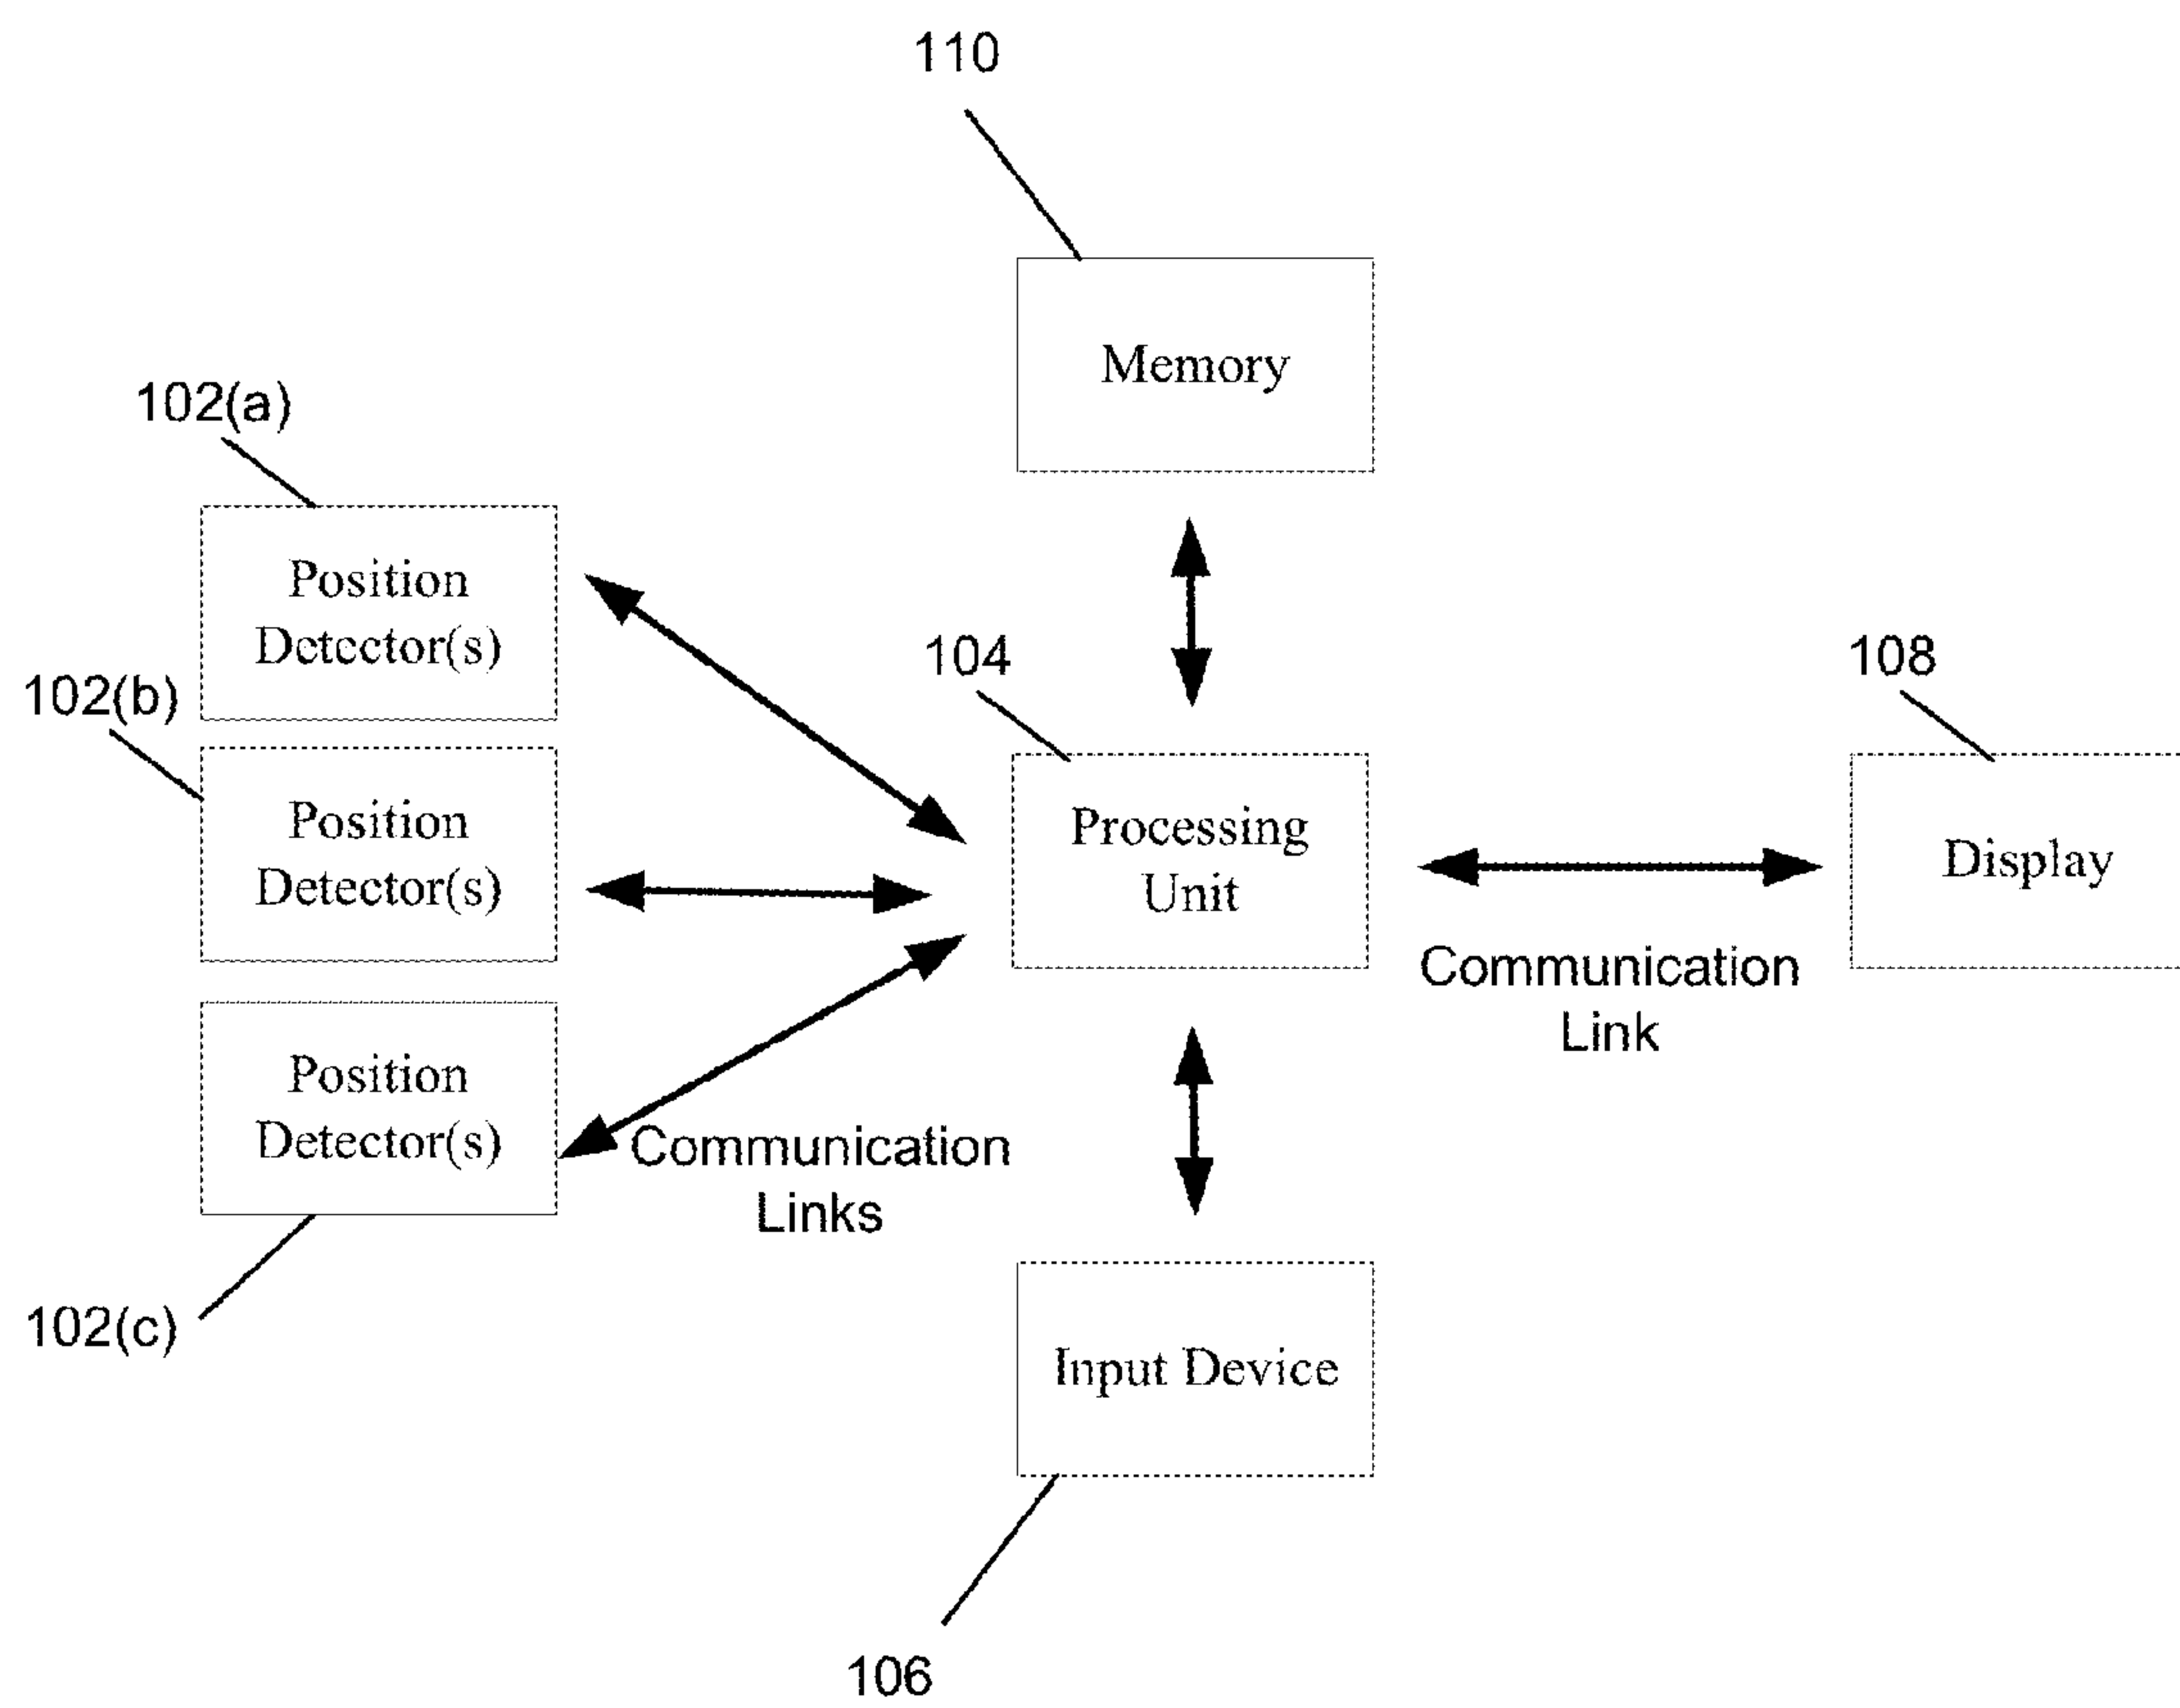 110
Memory
102(a)
Position
Detector(s)
102(b)
Position
Detector(s)
Position
Detector(s)
102(c)
104
Processing
Unit
108
Display
Communication
Link
Communication
Links
Input Device
106